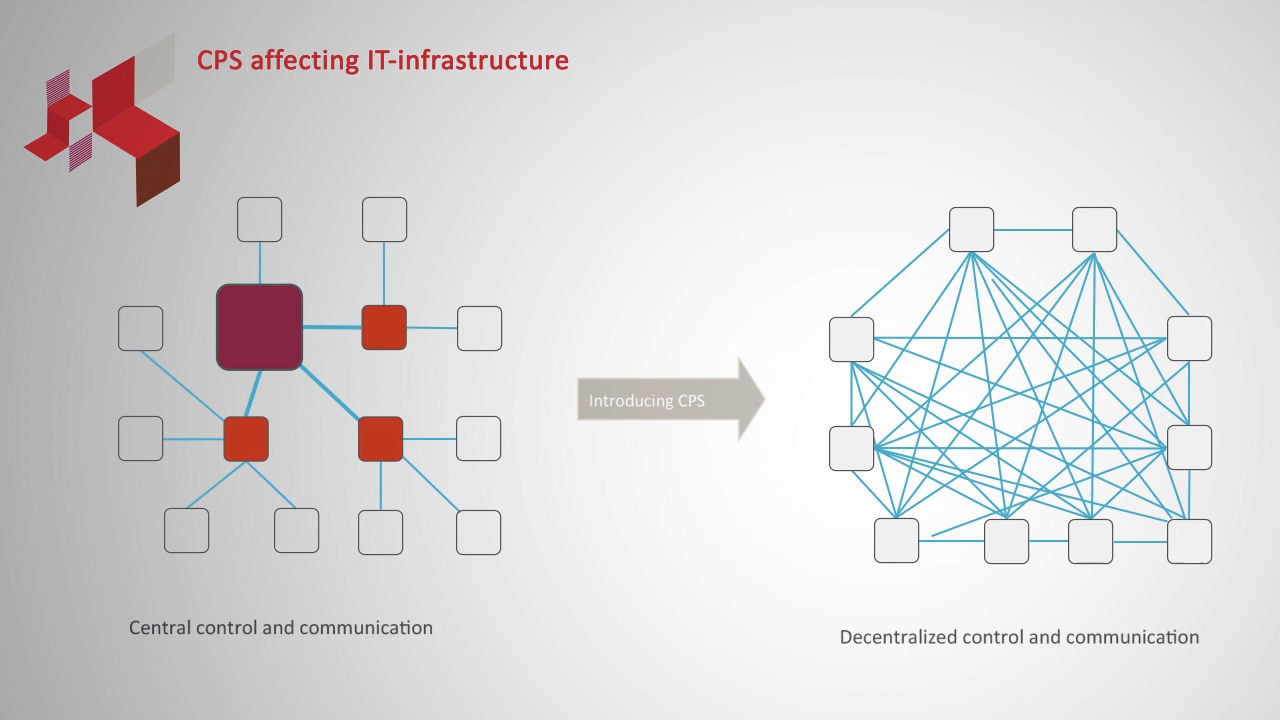 CPS affecting IT-infrastructure
Introducing CPS
Central control and communication
Decentralized control and communication